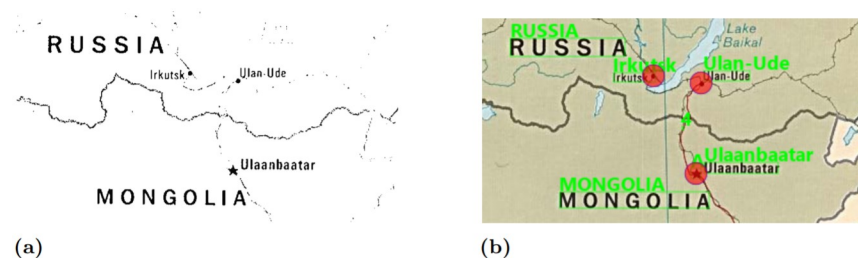 RUSSIA
Irkutsk
Ulan-Ude
Ulaanbaatar
MONGOLIA
(a)
RUSSIA
RUSSIA
Lake
Baikal
Irkutsk
Irkutsk
Ulan-Ude
Ulan-Ude
Ulaanbaatar
Ulaanbaatar
MONGOLIA
MONGOLIA
(b)